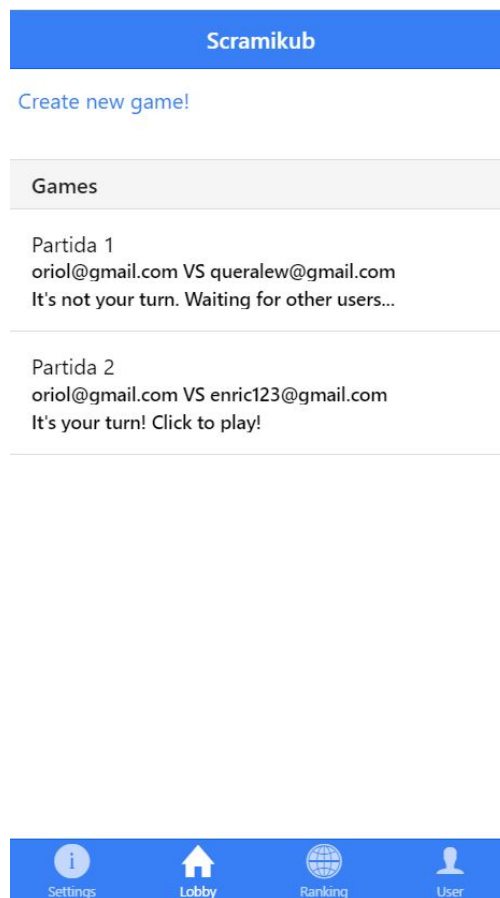 Scramikub
Create new game!
Games
Partida 1
oriol@gmail.com VS queralew@gmail.com
It's not your turn. Waiting for other users...
Partida 2
oriol@gmail.com VS enric123@gmail.com
It's your turn! Click to play!
i
Settings Lobby Ranking User